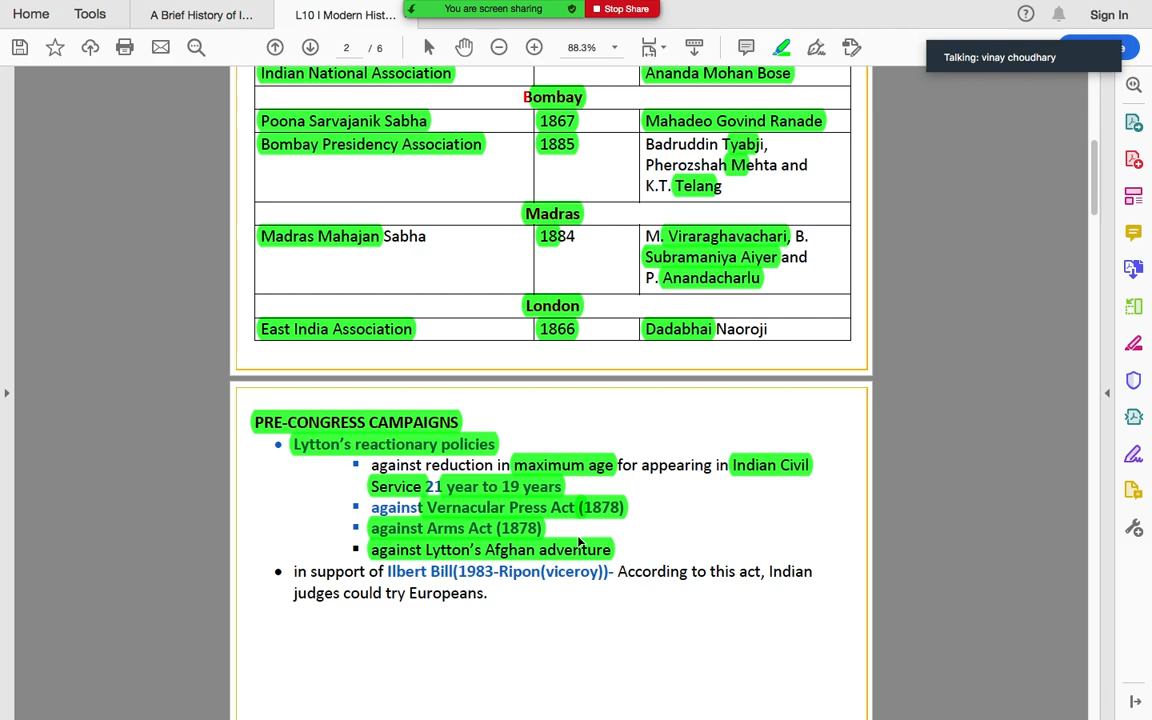 Home
Tools
A Brief History of I...
L10 I Modern Hist...
You are screen sharing
Stop Share
Sign In
2 / 6
88.3%
Talking: vinay choudhary
Indian National Association
Ananda Mohan Bose
Bombay
Poona Sarvajanik Sabha
1867
Mahadeo Govind Ranade
Bombay Presidency Association
1885
Badruddin Tyabji,
Pherozshah Mehta and
K.T. Telang
Madras
Madras Mahajan Sabha
1884
M. Viraraghavachari, B.
Subramaniya Aiyer and
P. Anandacharlu
London
East India Association
1866
Dadabhai Naoroji
PRE-CONGRESS CAMPAIGNS
Lytton's reactionary policies
against reduction in maximum age for appearing in Indian Civil
Service 21 year to 19 years
against Vernacular Press Act (1878)
against Arms Act (1878)
against Lytton's Afghan adventure
in support of Ilbert Bill(1983-Ripon(viceroy))- According to this act, Indian
judges could try Europeans.